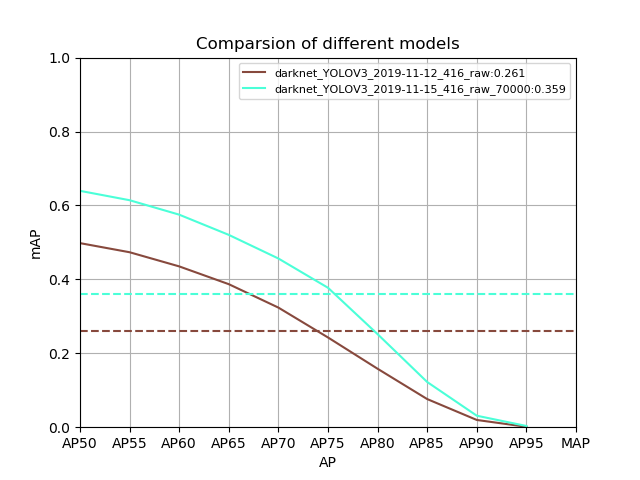 Comparsion of different models
darknet_YOLOV3_2019-11-12_416_raw:0.261
darknet_YOLOV3_2019-11-15_416_raw_70000:0.359
mAP
1.0
0.8
0.6
0.4
0.2
0.0
AP50 AP55 AP60 AP65 AP70 AP75 AP80 AP85 AP90 AP95 MAP
AP